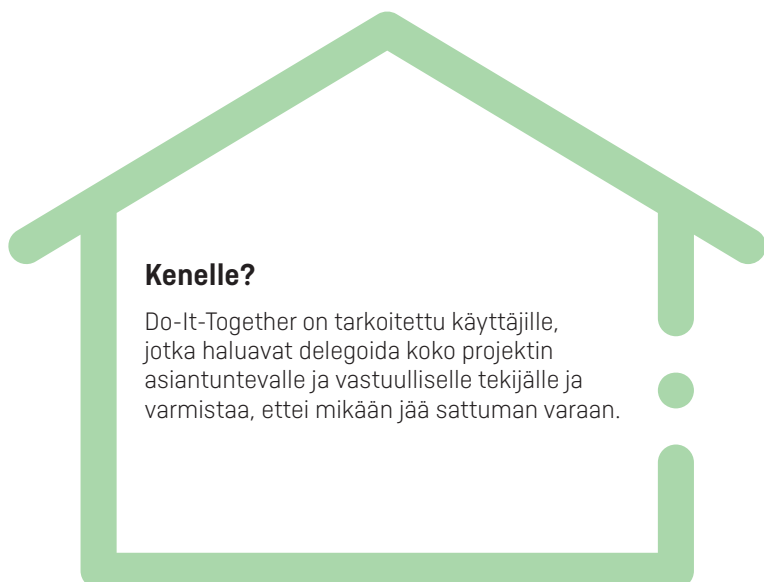 Kenelle?
Do-It-Together on tarkoitettu käyttäjille,
jotka haluavat delegoida koko projektin
asiantuntevalle ja vastuulliselle tekijälle ja
varmistaa, ettei mikään jää sattuman varaan.